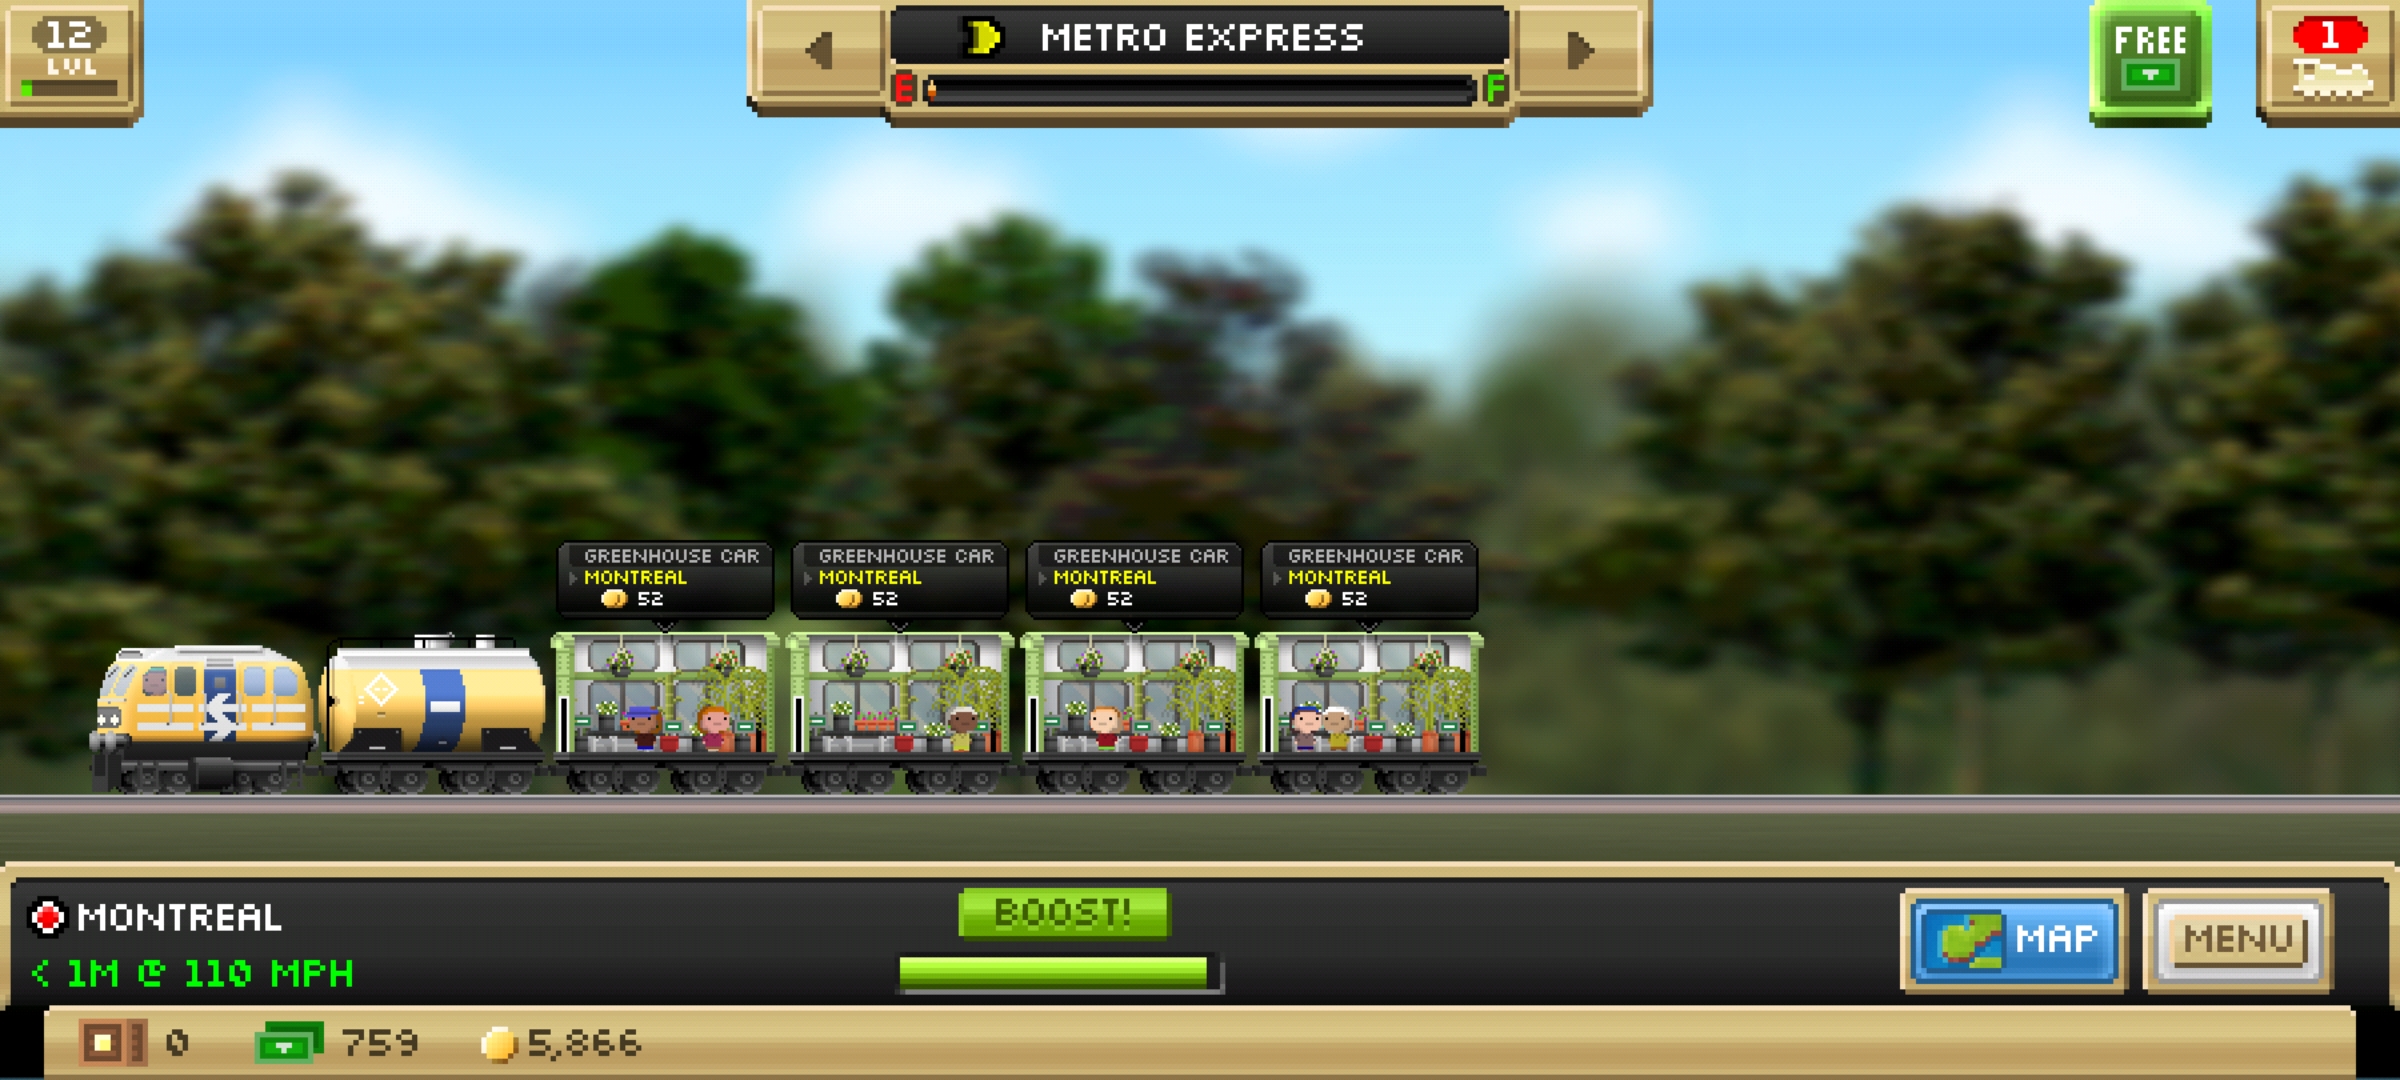 12
LVL
METRO EXPRESS
E F
FREE
1
GREENHOUSE CAR
MONTREAL
52
GREENHOUSE CAR
MONTREAL
52
GREENHOUSE CAR
MONTREAL
52
GREENHOUSE CAR
MONTREAL
52
MONTREAL
< 1M @ 110 MPH
BOOST!
MAP
MENU
0 759 5,866